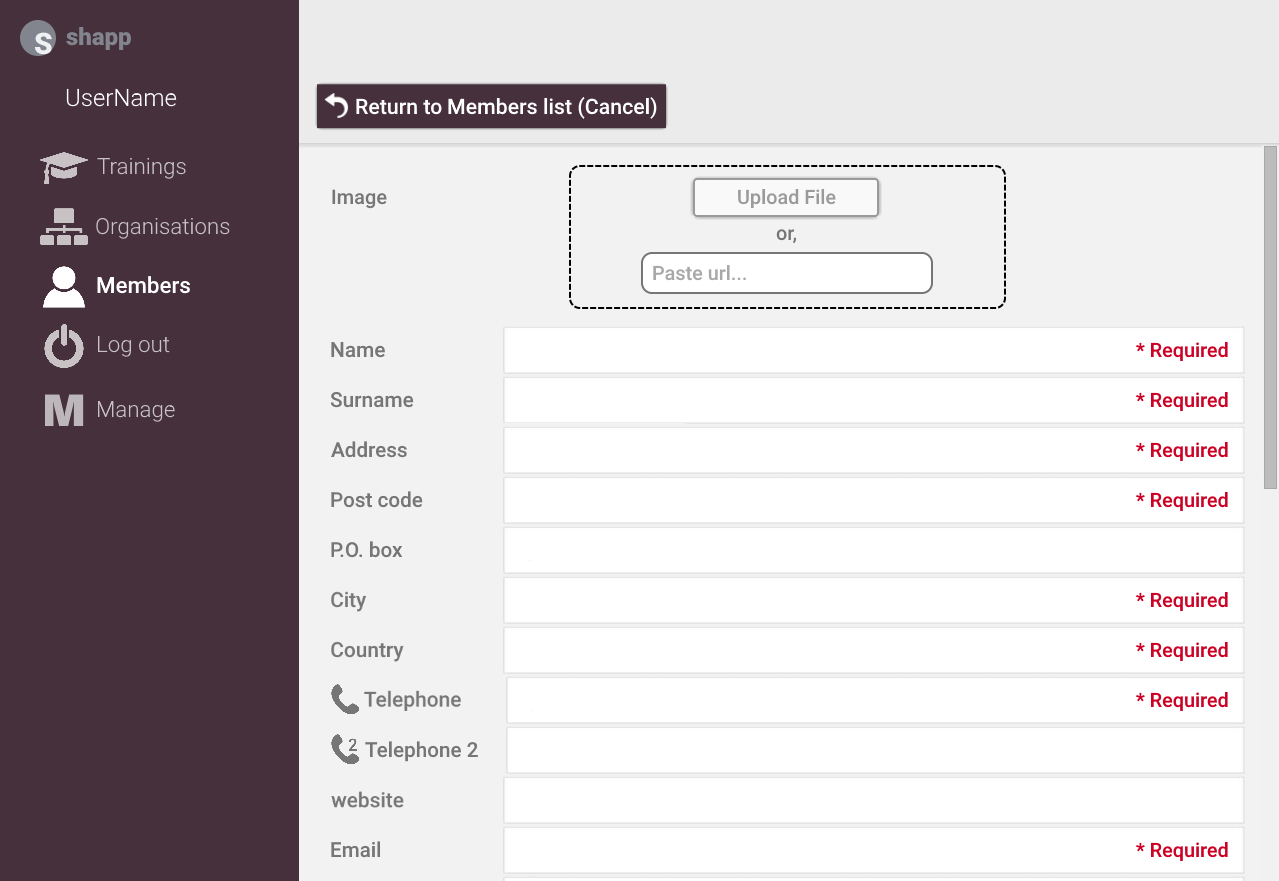 S shapp
UserName
Trainings
Organisations
Members
Log out
M Manage
Return to Members list (Cancel)
Image
Upload File
or,
Paste url...
Name * Required
Surname * Required
Address * Required
Post code * Required
P.O. box
City * Required
Country * Required
Telephone * Required
2 Telephone 2
website
Email * Required